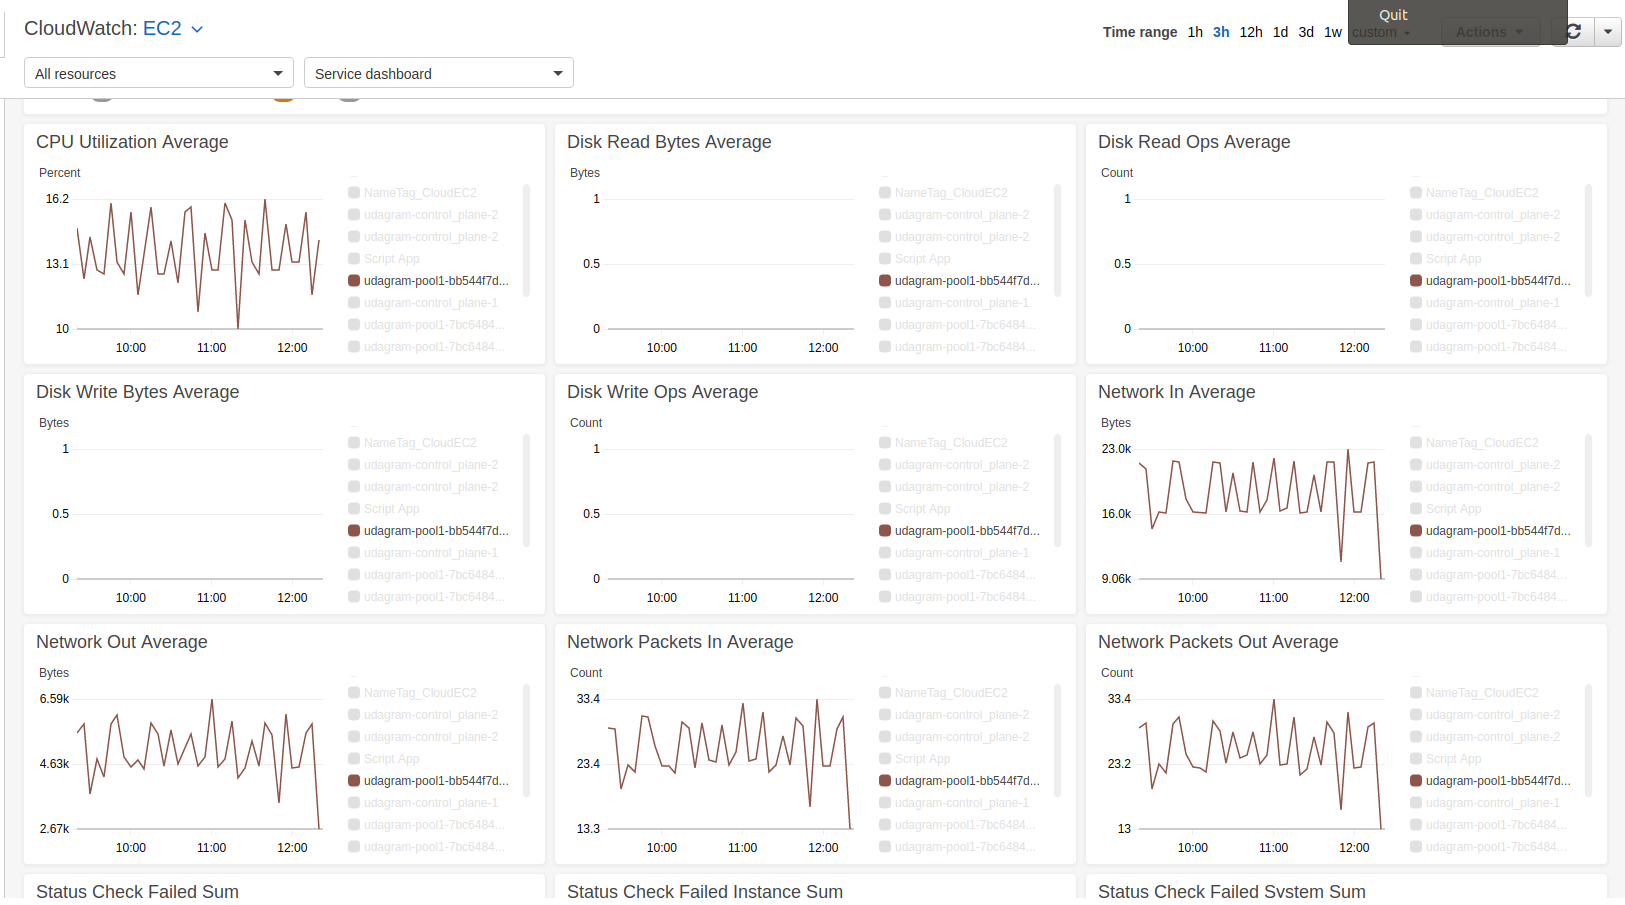 CloudWatch: EC2
Time range 1h 3h 12h 1d 3d 1w custom Actions
Quit
All resources
Service dashboard
CPU Utilization Average
Percent
16.2
13.1
10
10:00 11:00 12:00
NameTag_CloudEC2
udagram-control_plane-2
udagram-control_plane-2
Script App
udagram-pool1-bb544f7d...
udagram-control_plane-1
udagram-pool1-7bc6484...
udagram-pool1-7bc6484...
Disk Read Bytes Average
Bytes
1
0.5
0
10:00 11:00 12:00
NameTag_CloudEC2
udagram-control_plane-2
udagram-control_plane-2
Script App
udagram-pool1-bb544f7d...
udagram-control_plane-1
udagram-pool1-7bc6484...
udagram-pool1-7bc6484...
Disk Read Ops Average
Count
1
0.5
0
10:00 11:00 12:00
NameTag_CloudEC2
udagram-control_plane-2
udagram-control_plane-2
Script App
udagram-pool1-bb544f7d...
udagram-control_plane-1
udagram-pool1-7bc6484...
udagram-pool1-7bc6484...
Disk Write Bytes Average
Bytes
1
0.5
0
10:00 11:00 12:00
NameTag_CloudEC2
udagram-control_plane-2
udagram-control_plane-2
Script App
udagram-pool1-bb544f7d...
udagram-control_plane-1
udagram-pool1-7bc6484...
udagram-pool1-7bc6484...
Disk Write Ops Average
Count
1
0.5
0
10:00 11:00 12:00
NameTag_CloudEC2
udagram-control_plane-2
udagram-control_plane-2
Script App
udagram-pool1-bb544f7d...
udagram-control_plane-1
udagram-pool1-7bc6484...
udagram-pool1-7bc6484...
Network In Average
Bytes
23.0k
16.0k
9.06k
10:00 11:00 12:00
NameTag_CloudEC2
udagram-control_plane-2
udagram-control_plane-2
Script App
udagram-pool1-bb544f7d...
udagram-control_plane-1
udagram-pool1-7bc6484...
udagram-pool1-7bc6484...
Network Out Average
Bytes
6.59k
4.63k
2.67k
10:00 11:00 12:00
NameTag_CloudEC2
udagram-control_plane-2
udagram-control_plane-2
Script App
udagram-pool1-bb544f7d...
udagram-control_plane-1
udagram-pool1-7bc6484...
udagram-pool1-7bc6484...
Network Packets In Average
Count
33.4
23.4
13.3
10:00 11:00 12:00
NameTag_CloudEC2
udagram-control_plane-2
udagram-control_plane-2
Script App
udagram-pool1-bb544f7d...
udagram-control_plane-1
udagram-pool1-7bc6484...
udagram-pool1-7bc6484...
Network Packets Out Average
Count
33.4
23.2
13
10:00 11:00 12:00
NameTag_CloudEC2
udagram-control_plane-2
udagram-control_plane-2
Script App
udagram-pool1-bb544f7d...
udagram-control_plane-1
udagram-pool1-7bc6484...
udagram-pool1-7bc6484...
Status Check Failed Sum
Status Check Failed Instance Sum
Status Check Failed System Sum